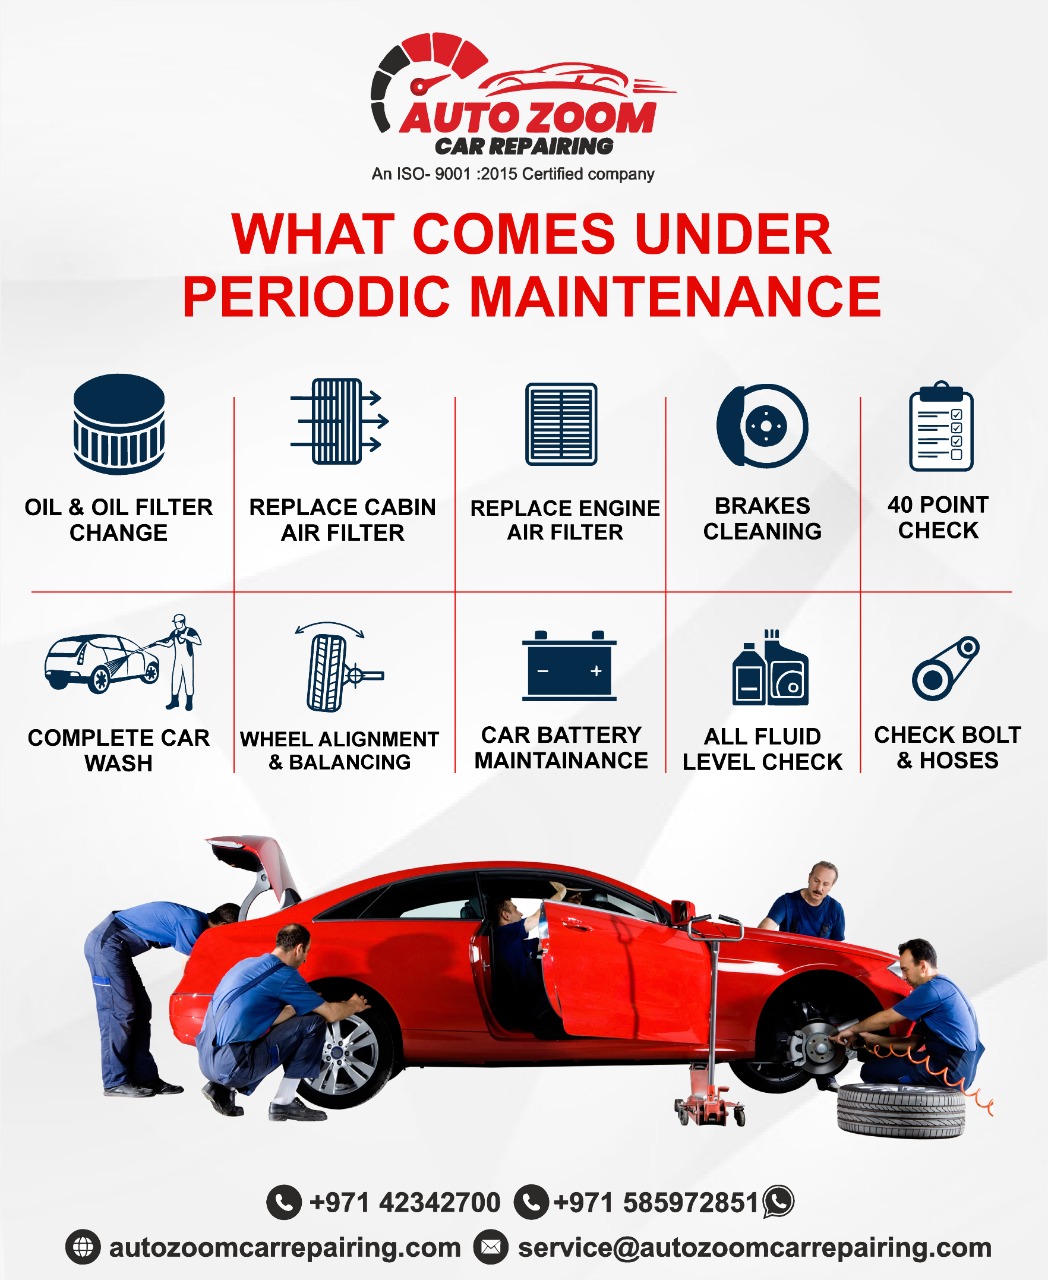 AUTO ZOOM
CAR REPAIRING
An ISO- 9001 :2015 Certified company
WHAT COMES UNDER
PERIODIC MAINTENANCE
OIL & OIL FILTER
CHANGE
REPLACE CABIN
AIR FILTER
REPLACE ENGINE
AIR FILTER
BRAKES
CLEANING
40 POINT
CHECK
COMPLETE CAR
WASH
WHEEL ALIGNMENT
& BALANCING
CAR BATTERY
MAINTAINANCE
ALL FLUID
LEVEL CHECK
CHECK BOLT
& HOSES
+971 42342700 +971 585972851
autozoomcarrepairing.com service@autozoomcarrepairing.com